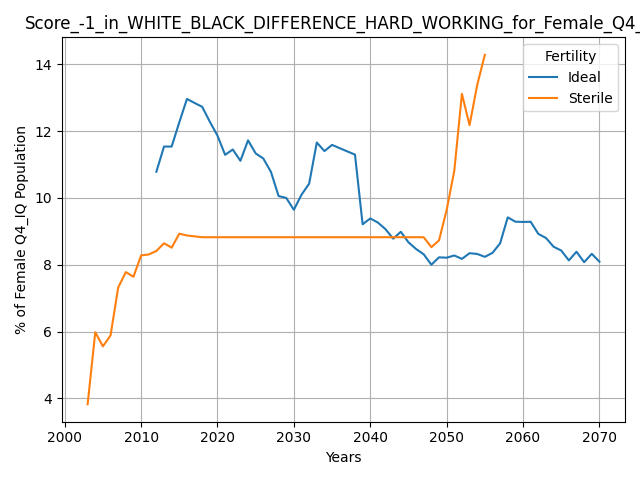 Score_-1_in_WHITE_BLACK_DIFFERENCE_HARD_WORKING_for_Female_Q4_
Fertility
Ideal
Sterile
% of Female Q4_IQ Population
14
12
10
8
6
4
2000 2010 2020 2030 2040 2050 2060 2070
Years